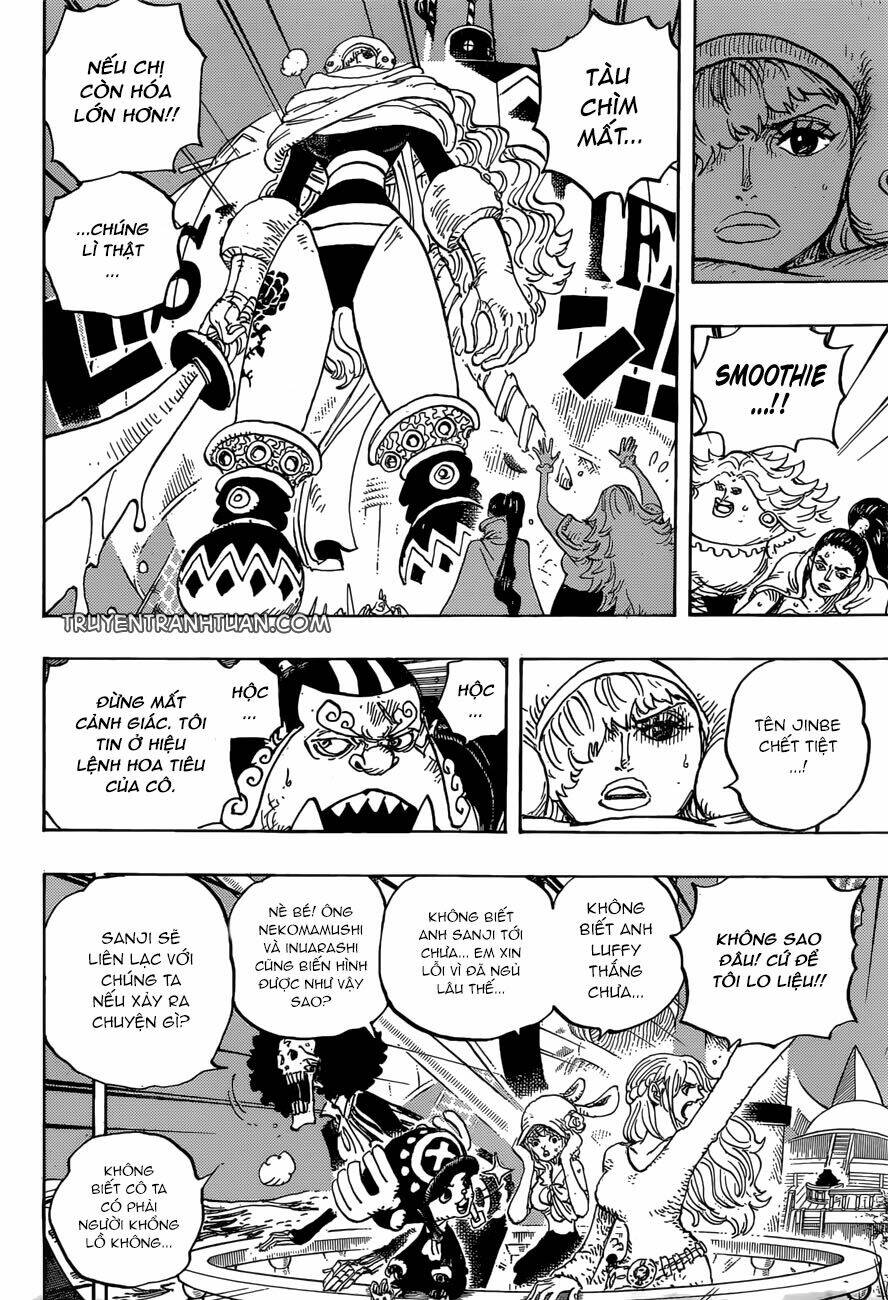 TÀU
CHÌM
MẤT...
NẾU CHỊ
CÒN HÓA
LỚN HƠN!!
...CHÚNG
LÌ THẬT
...
SMOOTHIE
...!!
TRUYENTRANHTUAN.COM
TÊN JINBE
CHẾT TIỆT
...!
HỘC
...
HỘC
...
ĐỪNG MẤT
CẢNH GIÁC. TÔI
TIN Ở HIỆU
LỆNH HOA TIÊU
CỦA CÔ.
KHÔNG SAO
ĐÂU! CỨ ĐỂ
TÔI LO LIỆU!!
KHÔNG
BIẾT ANH
LUFFY
THẮNG
CHƯA...
KHÔNG BIẾT
ANH SANJI TỚI
CHƯA... EM XIN
LỖI VÌ ĐÃ NGỦ
LÂU THẾ...
NÈ BÉ! ÔNG
NEKOMAMUSHI
VÀ INUARASHI
CŨNG BIẾN HÌNH
ĐƯỢC NHƯ VẬY
SAO?
SANJI SẼ
LIÊN LẠC VỚI
CHÚNG TA
NẾU XẢY RA
CHUYỆN GÌ?
KHÔNG
BIẾT CÔ TA
CÓ PHẢI
NGƯỜI KHỔNG
LỒ KHÔNG...